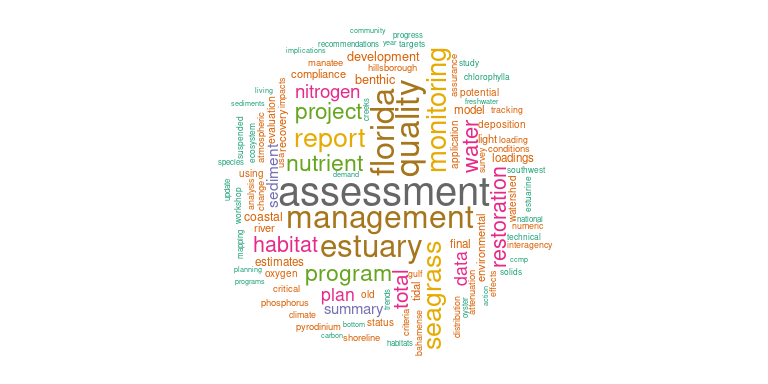 community
progress
recommendations
year
targets
implications
development
monitoring
assurance
manatee
hillsborough
study
compliance
benthic
chlorophylla
living
impacts
nitrogen
florida
quality
potential
sediments
project
creeks
freshwater
model
tracking
suspended
atmospheric
evaluation
recovery
report
water
deposition
ecosystem
application
light
loading
species
usa
nutrient
survey
conditions
loadings
using
sediment
demand
southwest
update
analysis
change
assessment
restoration
watershed
estuarine
workshop
coastal
management
national
numeric
river
environmental
technical
mapping
habitat
estuary
seagrass
final
interagency
estimates
data
ccmp
planning
oxygen
program
total
gulf
solids
programs
critical
tidal
attenuation
effects
action
phosphorus
plan
old
trends
oyster
distribution
climate
summary
criteria
bahamense
pyrodinium
bottom
status
carbon
shoreline
habitats